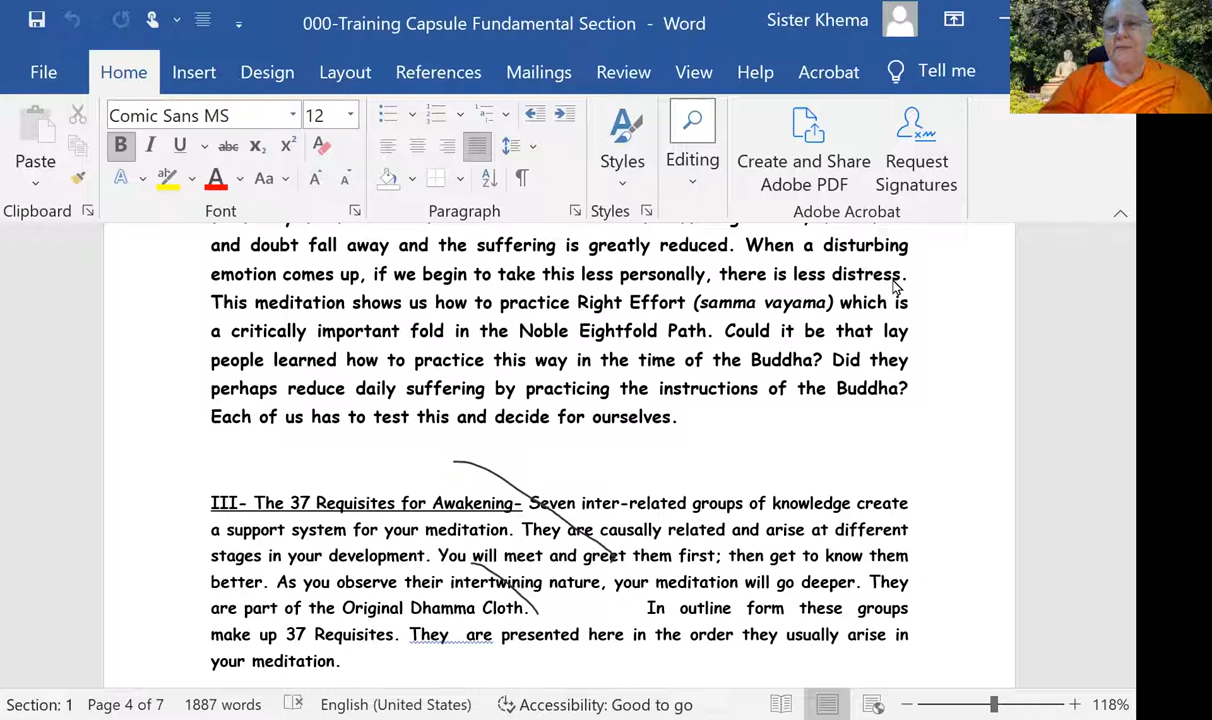 000-Training Capsule Fundamental Section - Word
Sister Khema
File Home Insert Design Layout References Mailings Review View Help Acrobat Tell me
Comic Sans MS 12
Paste
Styles
Editing
Create and Share Adobe PDF
Request Signatures
Clipboard Font Paragraph Styles Adobe Acrobat
and doubt fall away and the suffering is greatly reduced. When a disturbing
emotion comes up, if we begin to take this less personally, there is less distress.
This meditation shows us how to practice Right Effort (samma vayama) which is
a critically important fold in the Noble Eightfold Path. Could it be that lay
people learned how to practice this way in the time of the Buddha? Did they
perhaps reduce daily suffering by practicing the instructions of the Buddha?
Each of us has to test this and decide for ourselves.
III- The 37 Requisites for Awakening- Seven inter-related groups of knowledge create
a support system for your meditation. They are causally related and arise at different
stages in your development. You will meet and greet them first; then get to know them
better. As you observe their intertwining nature, your meditation will go deeper. They
are part of the Original Dhamma Cloth. In outline form these groups
make up 37 Requisites. They are presented here in the order they usually arise in
your meditation.
Section: 1 Page 4 of 7 1887 words English (United States) Accessibility: Good to go 118%